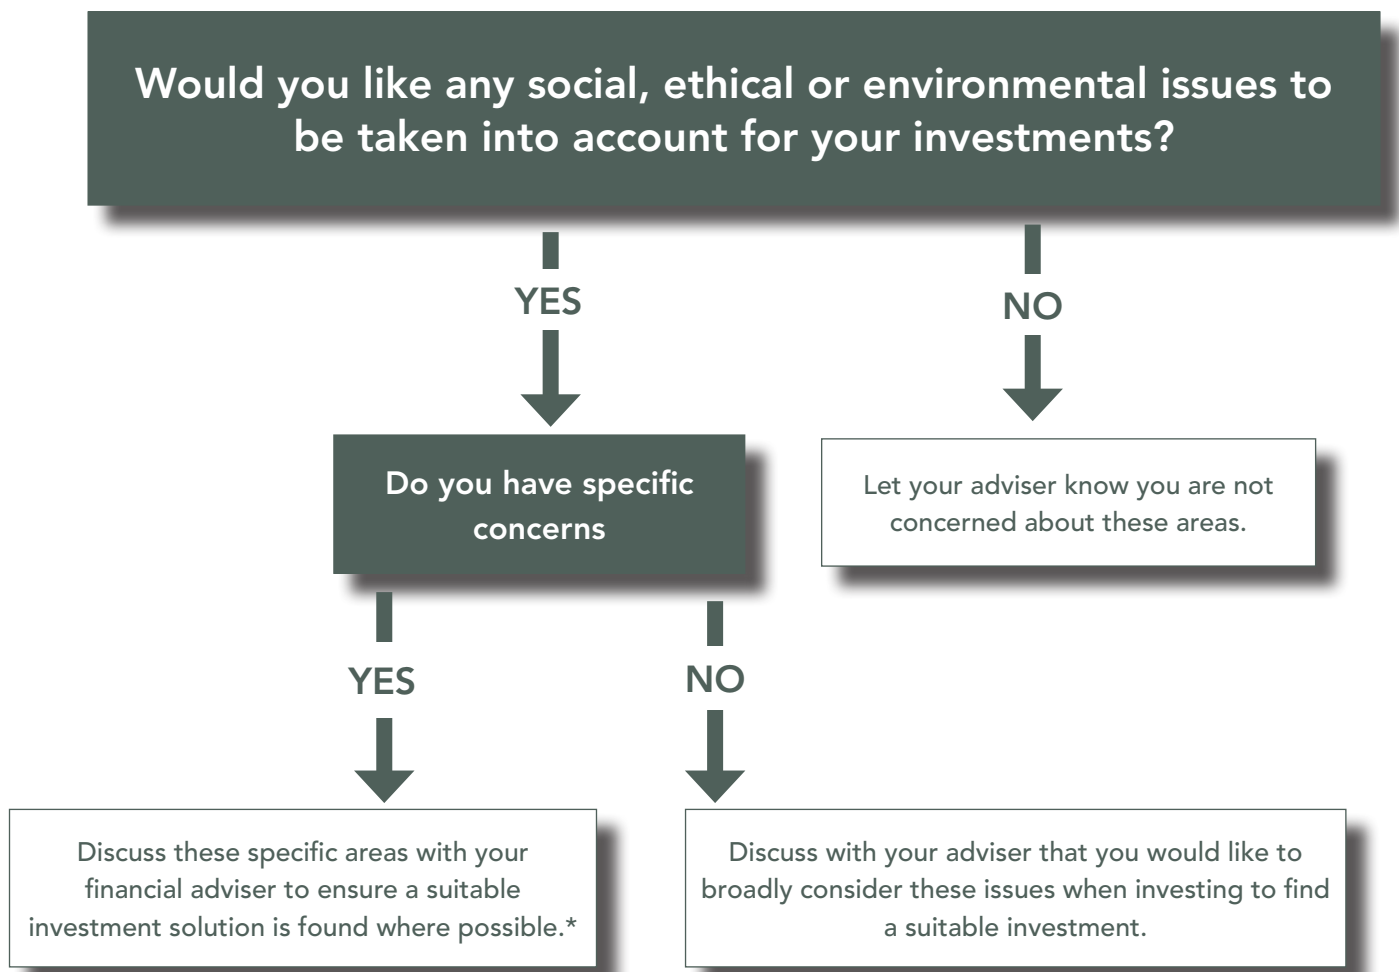 Would you like any social, ethical or environmental issues to
be taken into account for your investments?
YES
NO
Do you have specific
concerns
Let your adviser know you are not
concerned about these areas.
YES
NO
Discuss these specific areas with your
financial adviser to ensure a suitable
investment solution is found where possible.*
Discuss with your adviser that you would like to
broadly consider these issues when investing to find
a suitable investment.